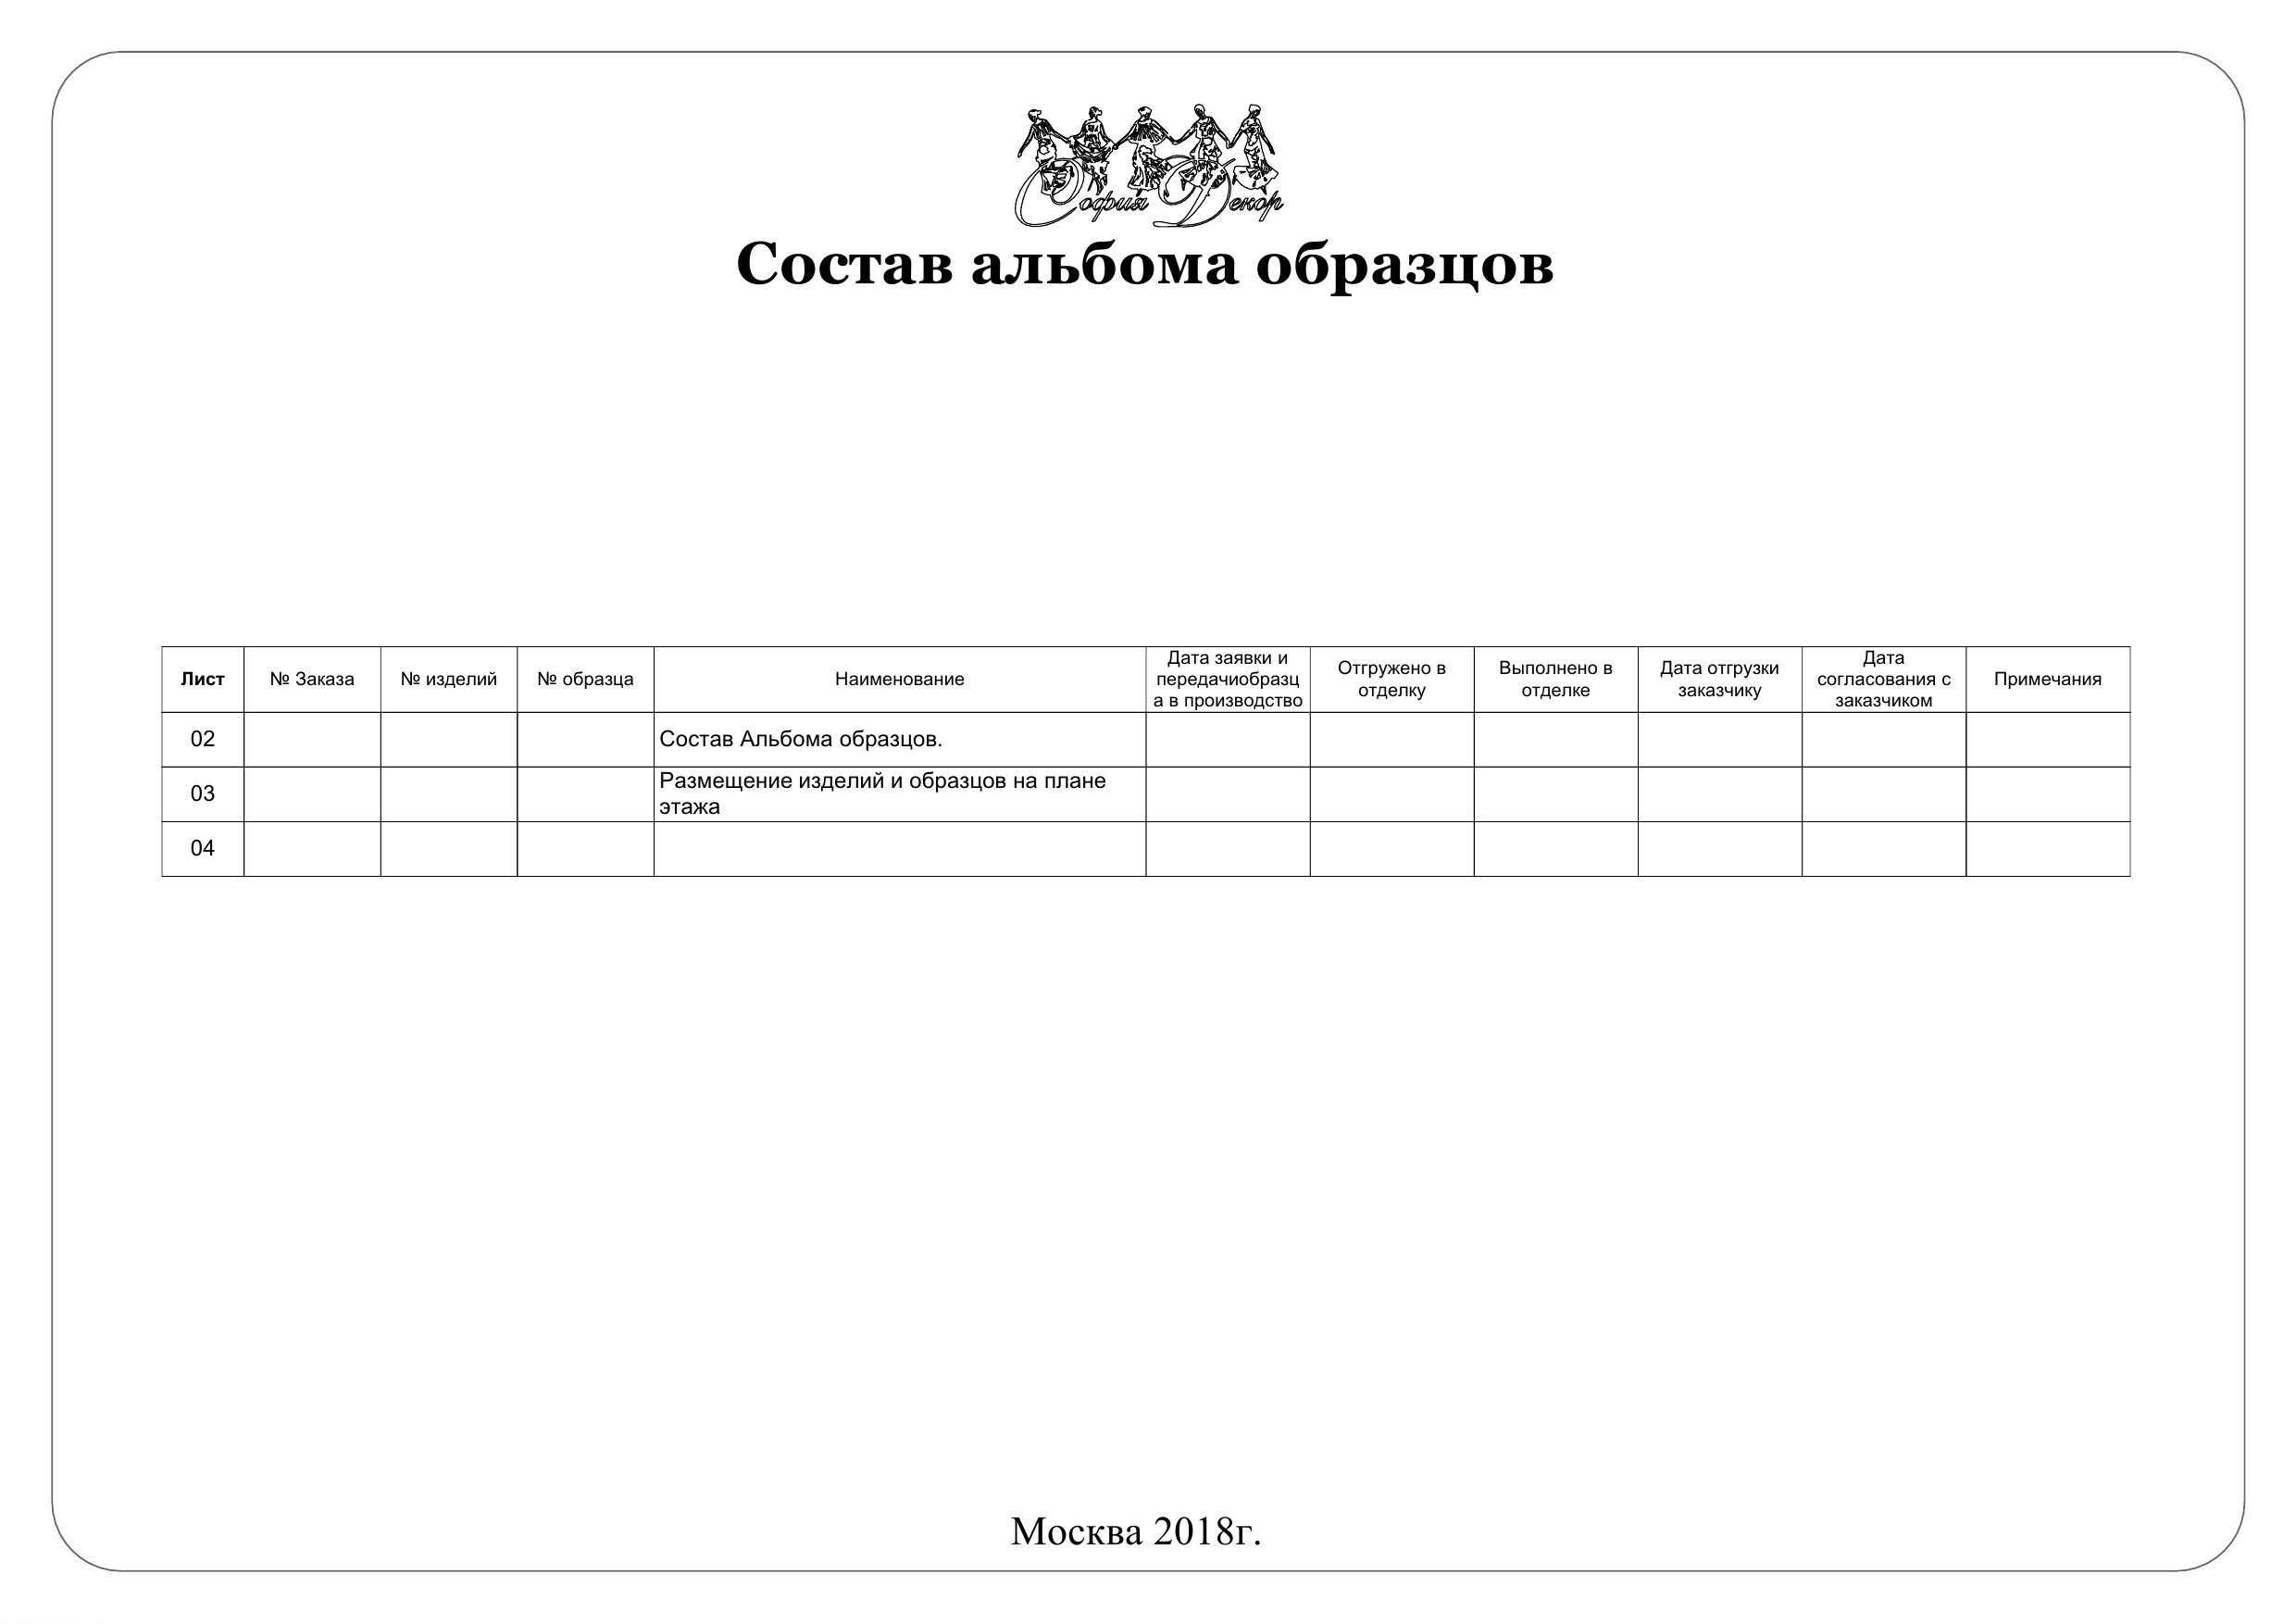 София Декор
Состав альбома образцов
Лист
№ Заказа
№ изделий
№ образца
Наименование
Дата заявки и
передачиобразц
а в производство
Отгружено в
отделку
Выполнено в
отделке
Дата отгрузки
заказчику
Дата
согласования с
заказчиком
Примечания
02
Состав Альбома образцов.
03
Размещение изделий и образцов на плане
этажа
04
Москва 2018г.